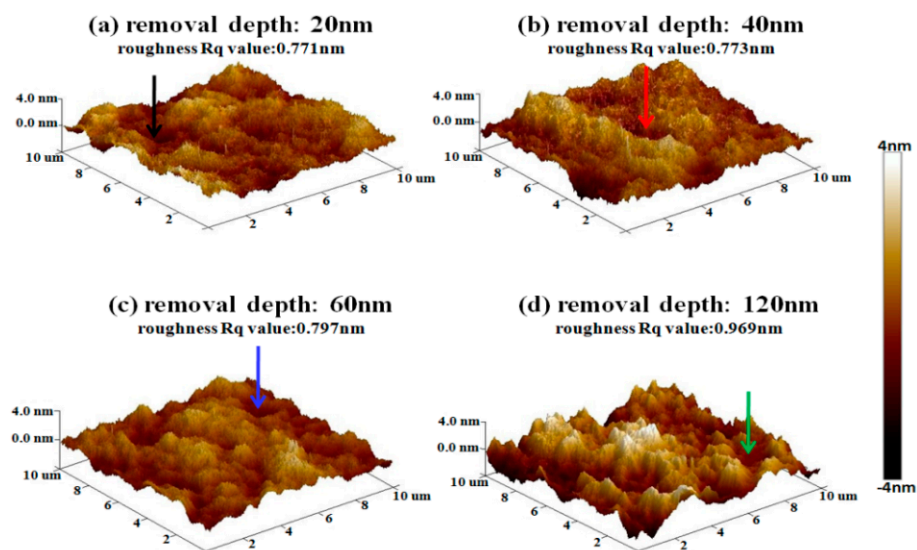 (a) removal depth: 20nm
roughness Rq value:0.771nm
4.0 nm
0.0 nm
10 um
8
6
4
2
2
4
6
8
10 um
(b) removal depth: 40nm
roughness Rq value:0.773nm
4.0 nm
0.0 nm
10 um
8
6
4
2
2
4
6
8
10 um
4nm
-4nm
(c) removal depth: 60nm
roughness Rq value:0.797nm
4.0 nm
0.0 nm
10 um
8
6
4
2
2
4
6
8
10 um
(d) removal depth: 120nm
roughness Rq value:0.969nm
4.0 nm
0.0 nm
10 um
8
6
4
2
2
4
6
8
10 um